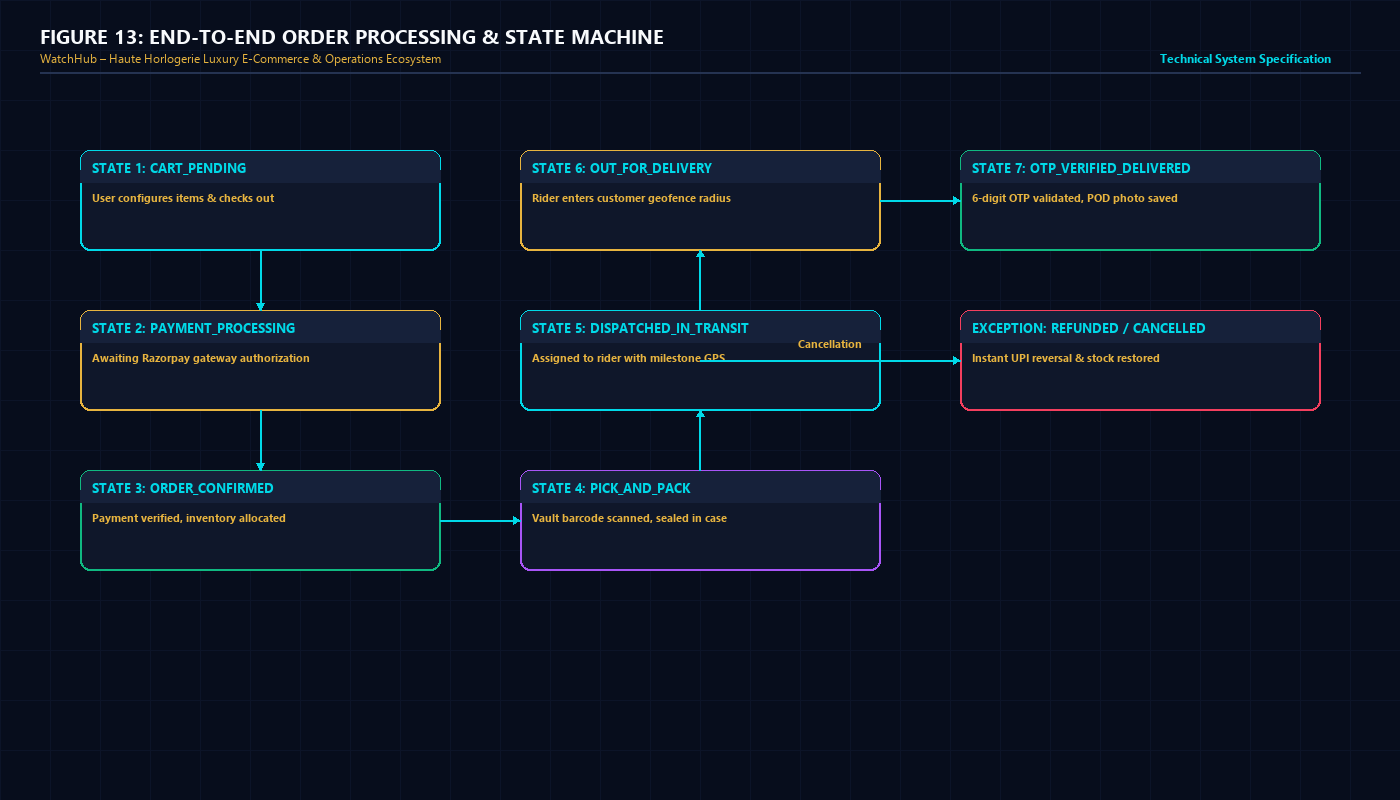 FIGURE 13: END-TO-END ORDER PROCESSING & STATE MACHINE
WatchHub – Haute Horlogerie Luxury E-Commerce & Operations Ecosystem
Technical System Specification
STATE 1: CART_PENDING
User configures items & checks out
STATE 6: OUT_FOR_DELIVERY
Rider enters customer geofence radius
STATE 7: OTP_VERIFIED_DELIVERED
6-digit OTP validated, POD photo saved
STATE 2: PAYMENT_PROCESSING
Awaiting Razorpay gateway authorization
STATE 5: DISPATCHED_IN_TRANSIT
Cancellation
Assigned to rider with milestone GPS
EXCEPTION: REFUNDED / CANCELLED
Instant UPI reversal & stock restored
STATE 3: ORDER_CONFIRMED
Payment verified, inventory allocated
STATE 4: PICK_AND_PACK
Vault barcode scanned, sealed in case